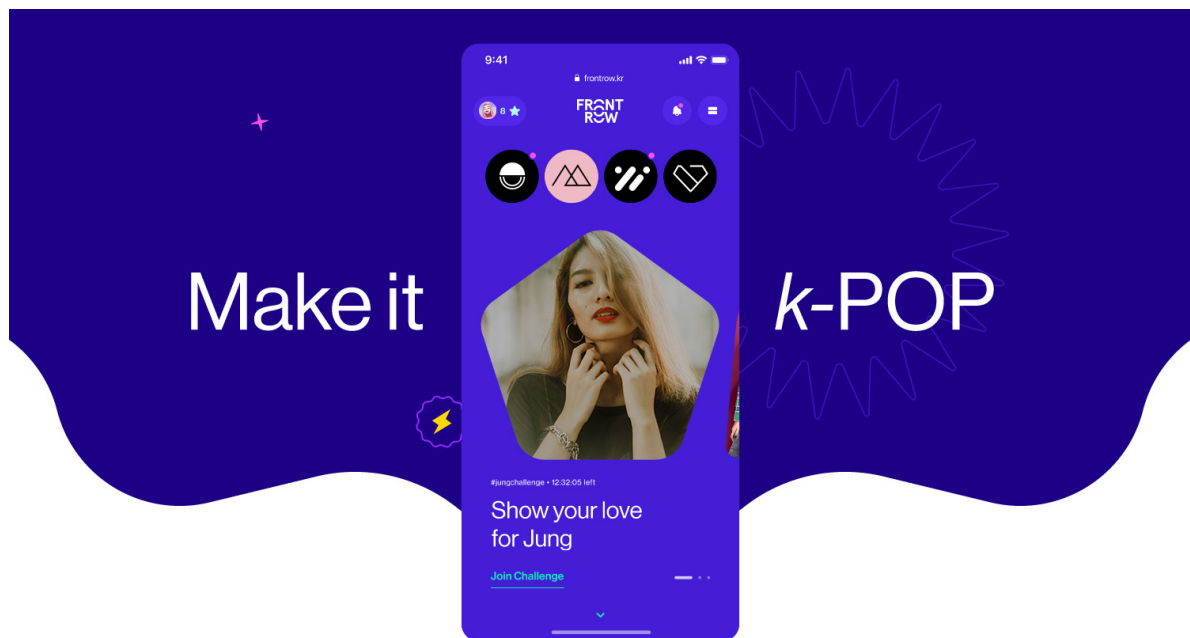 9:41
frontrow.kr
8
FRONT
ROW
Make it
k-POP
#jungchallenge • 12:32:05 left
Show your love
for Jung
Join Challenge